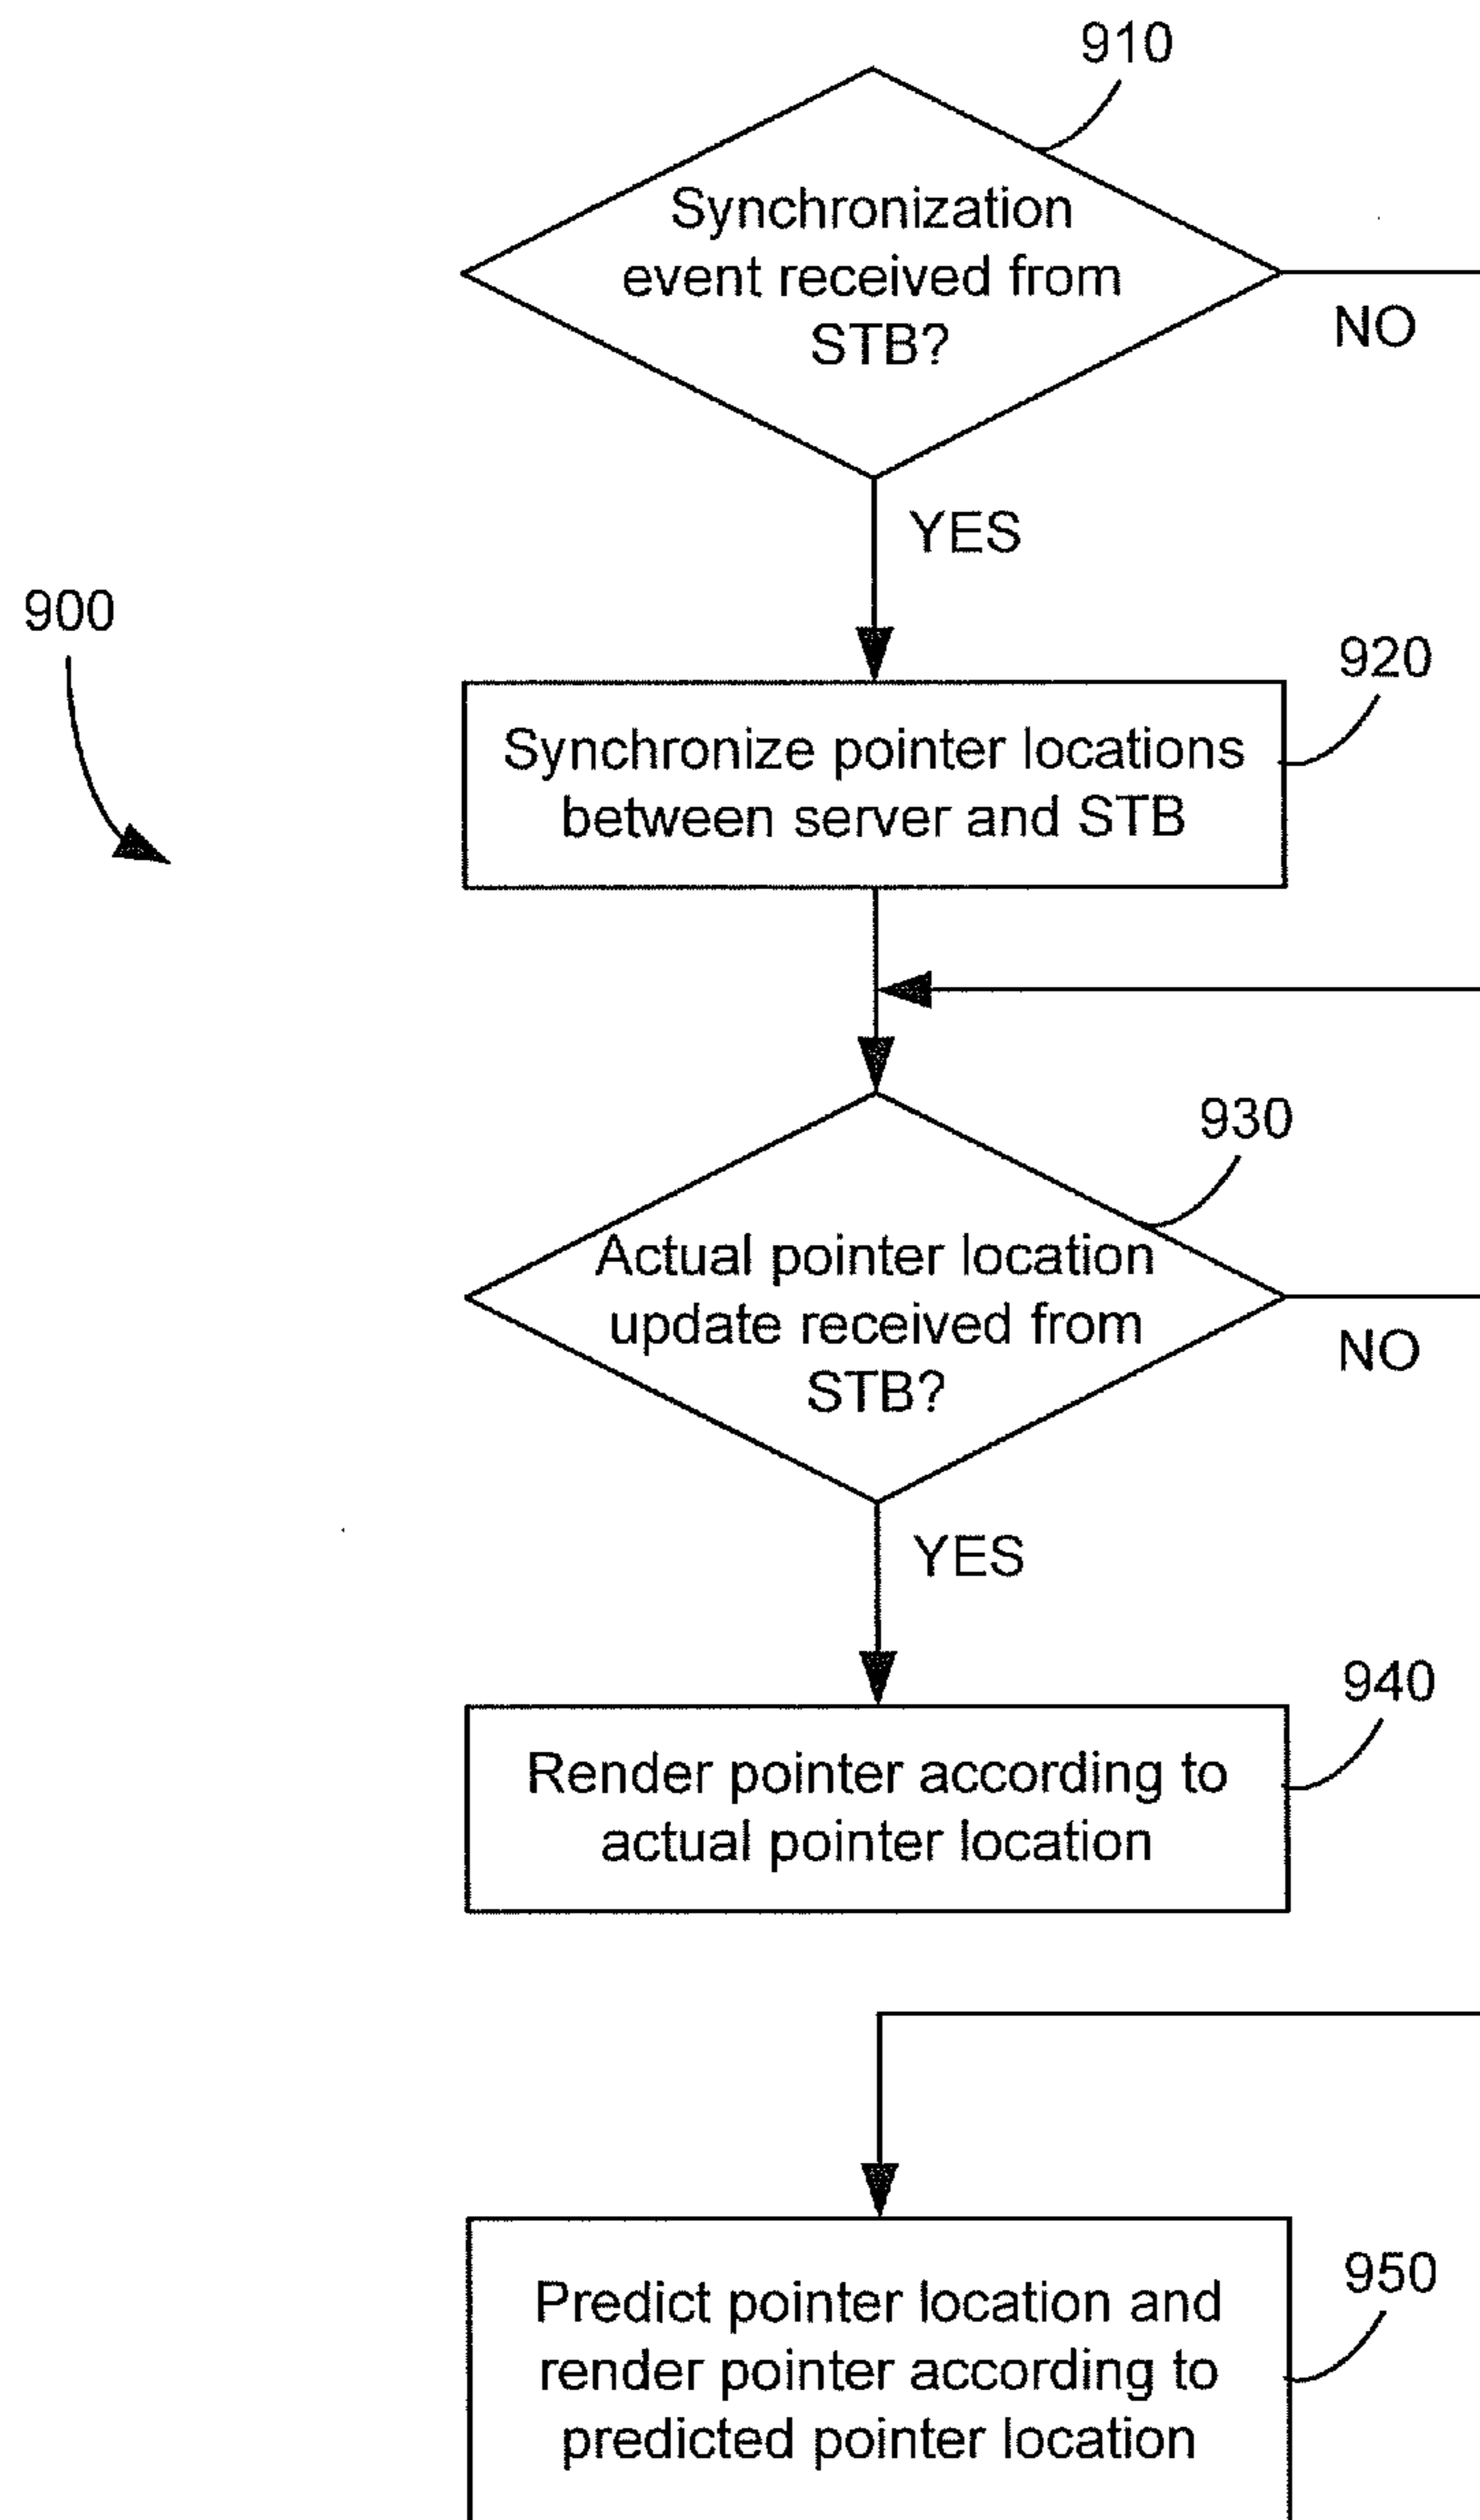 910
Synchronization
event received from
STB?
NO
YES
900
920
Synchronize pointer locations
between server and STB
930
Actual pointer location
update received from
STB?
NO
YES
940
Render pointer according to
actual pointer location
950
Predict pointer location and
render pointer according to
predicted pointer location